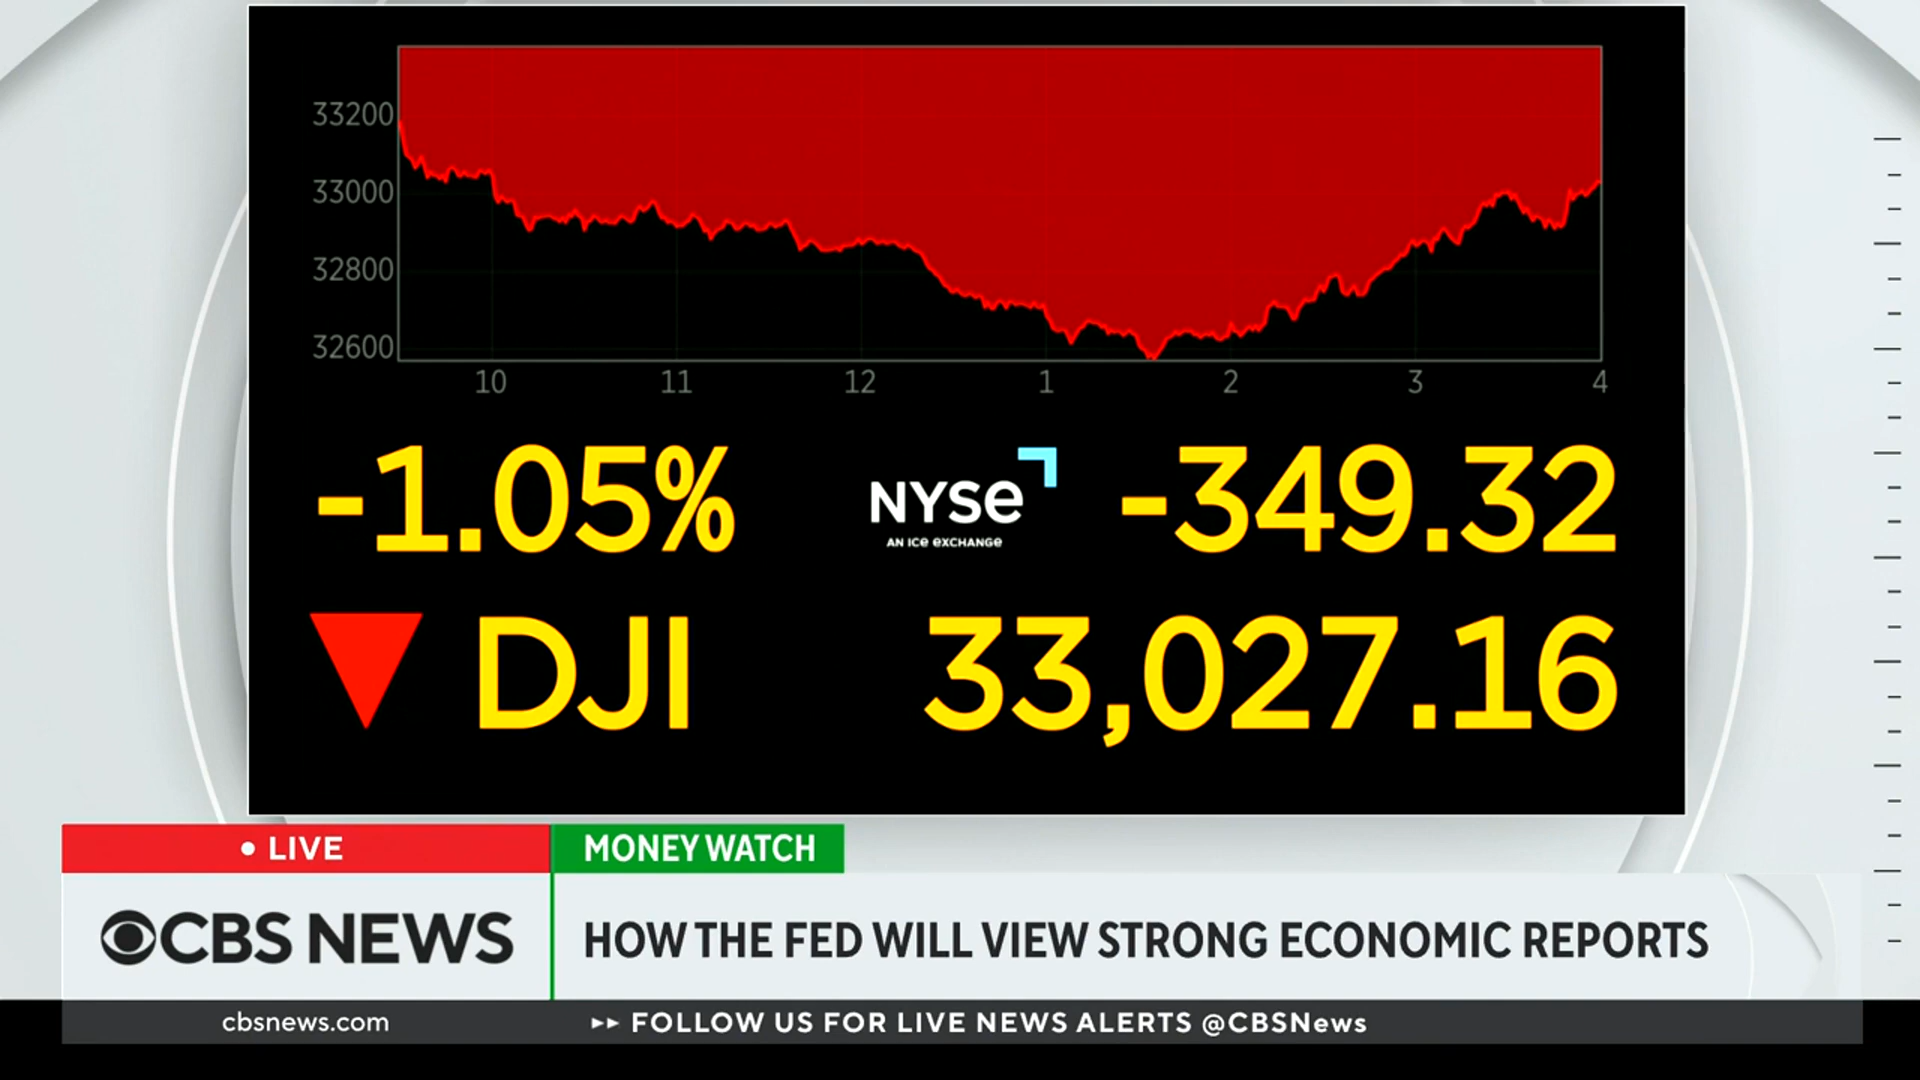 33200
33000
32800
32600
10 11 12 1 2 3 4
-1.05% NYSE -349.32
AN ICE EXCHANGE
DJI 33,027.16
LIVE MONEY WATCH
CBS NEWS HOW THE FED WILL VIEW STRONG ECONOMIC REPORTS
cbsnews.com FOLLOW US FOR LIVE NEWS ALERTS @CBSNews